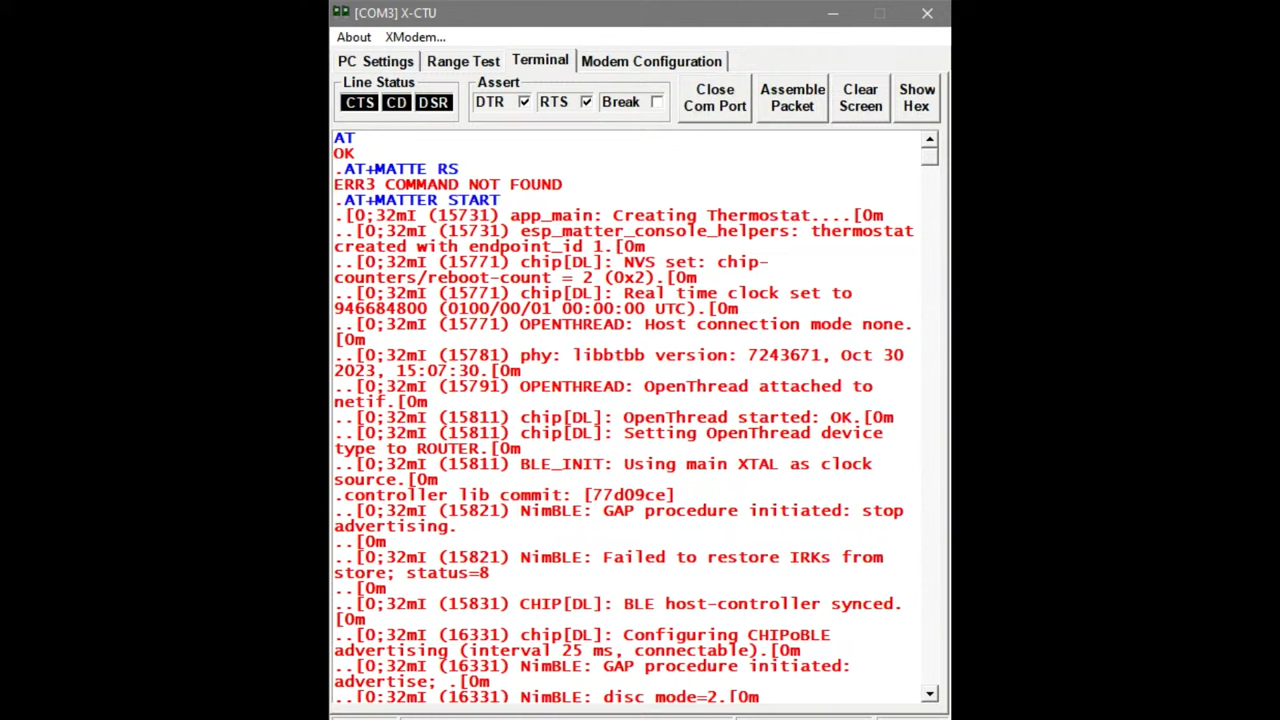 [COM3] X-CTU
About XModem...
PC Settings Range Test Terminal Modem Configuration
Line Status Assert
CTS CD DSR DTR RTS Break
Close Com Port
Assemble Packet
Clear Screen
Show Hex
AT
OK
.AT+MATTE RS
ERR3 COMMAND NOT FOUND
.AT+MATTER START
.[0;32mI (15731) app_main: Creating Thermostat....[0m
..[0;32mI (15731) esp_matter_console_helpers: thermostat
created with endpoint_id 1.[0m
..[0;32mI (15771) chip[DL]: NVS set: chip-
counters/reboot-count = 2 (0x2).[0m
..[0;32mI (15771) chip[DL]: Real time clock set to
946684800 (0100/00/01 00:00:00 UTC).[0m
..[0;32mI (15771) OPENTHREAD: Host connection mode none.
[0m
..[0;32mI (15781) phy: libbtbb version: 7243671, Oct 30
2023, 15:07:30.[0m
..[0;32mI (15791) OPENTHREAD: OpenThread attached to
netif.[0m
..[0;32mI (15811) chip[DL]: OpenThread started: OK.[0m
..[0;32mI (15811) chip[DL]: Setting OpenThread device
type to ROUTER.[0m
..[0;32mI (15811) BLE_INIT: Using main XTAL as clock
source.[0m
.controller lib commit: [77d09ce]
..[0;32mI (15821) NimBLE: GAP procedure initiated: stop
advertising.
..[0m
..[0;32mI (15821) NimBLE: Failed to restore IRKs from
store; status=8
..[0m
..[0;32mI (15831) CHIP[DL]: BLE host-controller synced.
[0m
..[0;32mI (16331) chip[DL]: Configuring CHIPoBLE
advertising (interval 25 ms, connectable).[0m
..[0;32mI (16331) NimBLE: GAP procedure initiated:
advertise; .[0m
..[0;32mI (16331) NimBLE: disc_mode=2.[0m